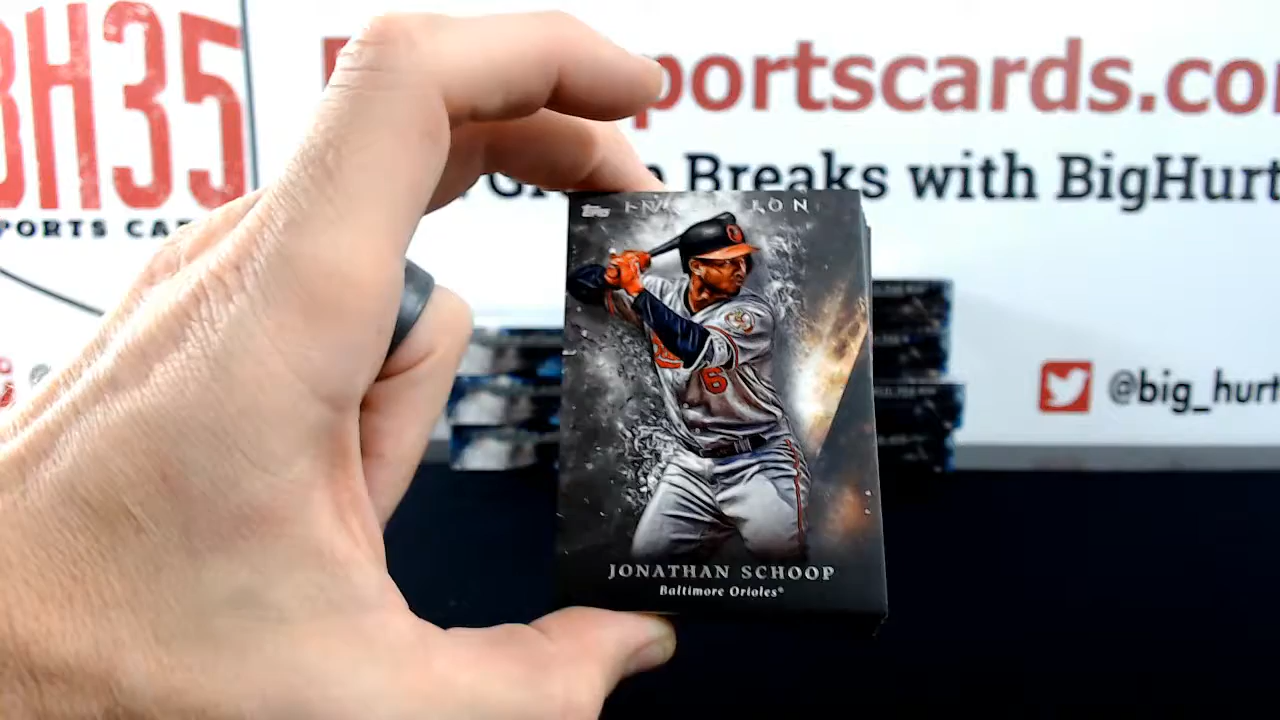 BH35
PORTS CA
portscards.co
Breaks with BigHurt
@big_hurt
Topps
JONATHAN SCHOOP
Baltimore Orioles®
6